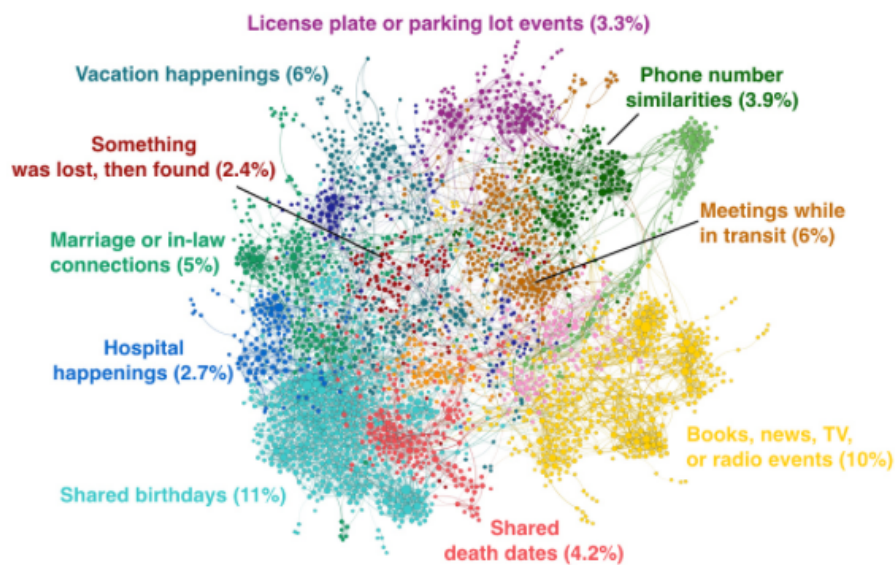 License plate or parking lot events (3.3%)
Vacation happenings (6%)
Phone number
similarities (3.9%)
Something
was lost, then found (2.4%)
Meetings while
in transit (6%)
Marriage or in-law
connections (5%)
Hospital
happenings (2.7%)
Books, news, TV,
or radio events (10%)
Shared birthdays (11%)
Shared
death dates (4.2%)